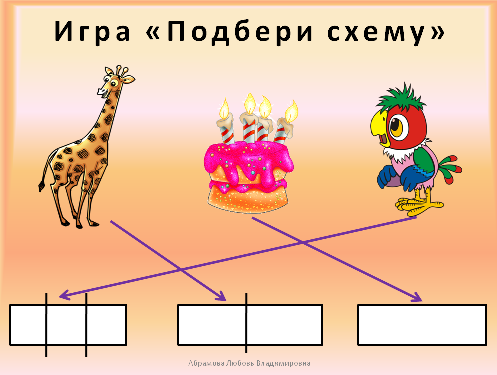 Игра «Подбери схему»
Абрамова Любовь Владимировна